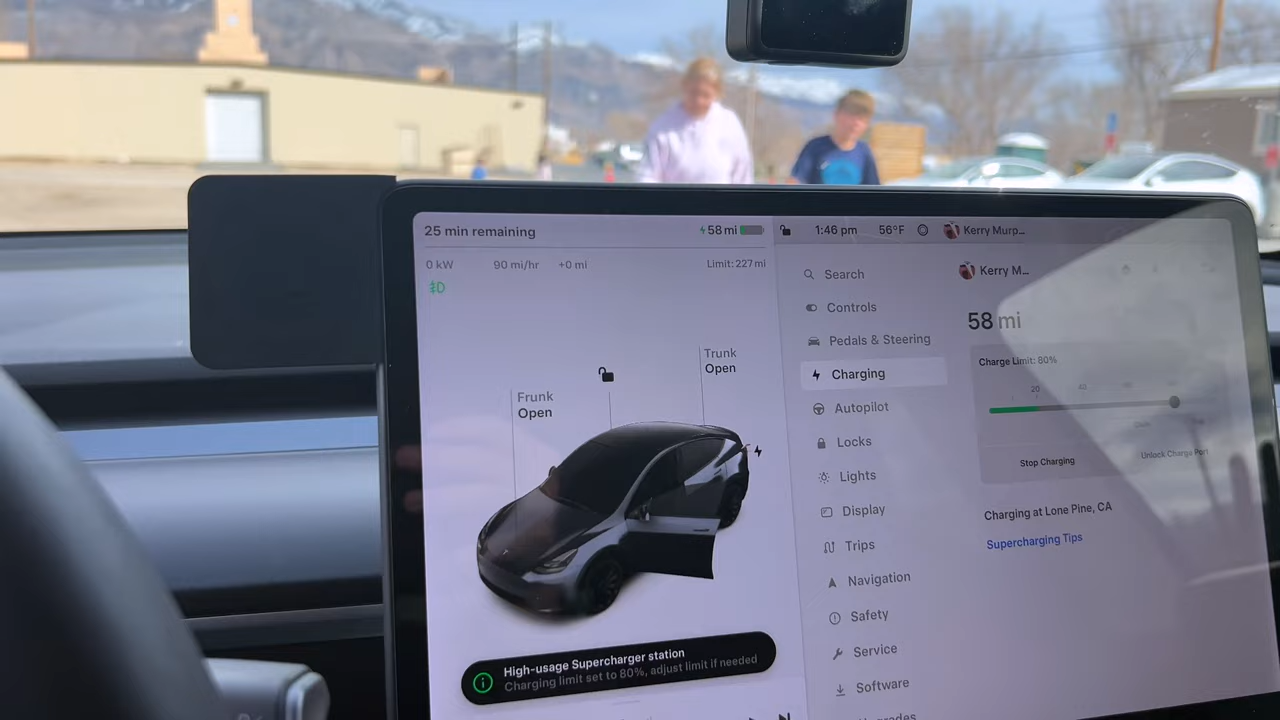 25 min remaining
58 mi
0 kW
90 mi/hr
+0 mi
Limit: 227 mi
Trunk
Open
Frunk
Open
High-usage Supercharger station
Charging limit set to 80%, adjust limit if needed
1:46 pm
56°F
Kerry Murp...
Search
Controls
Pedals & Steering
Charging
Autopilot
Locks
Lights
Display
Trips
Navigation
Safety
Service
Software
Upgrades
Kerry M...
58 mi
Charge Limit: 80%
20
40
Stop Charging
Unlock Charge Port
Charging at Lone Pine, CA
Supercharging Tips